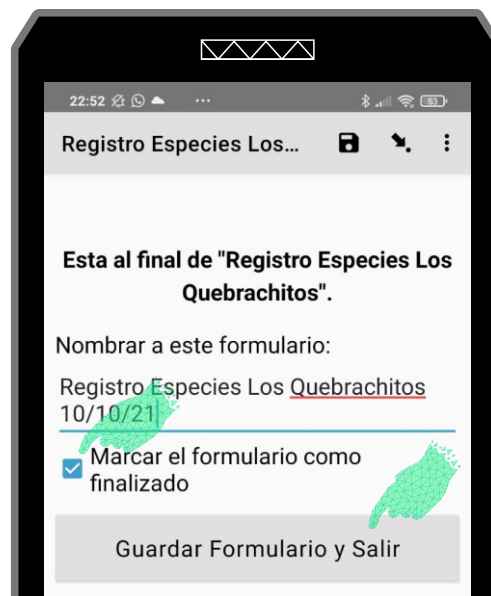 22:52 ... 53
Registro Especies Los...
Esta al final de "Registro Especies Los
Quebrachitos".
Nombrar a este formulario:
Registro Especies Los Quebrachitos
10/10/21
Marcar el formulario como
finalizado
Guardar Formulario y Salir